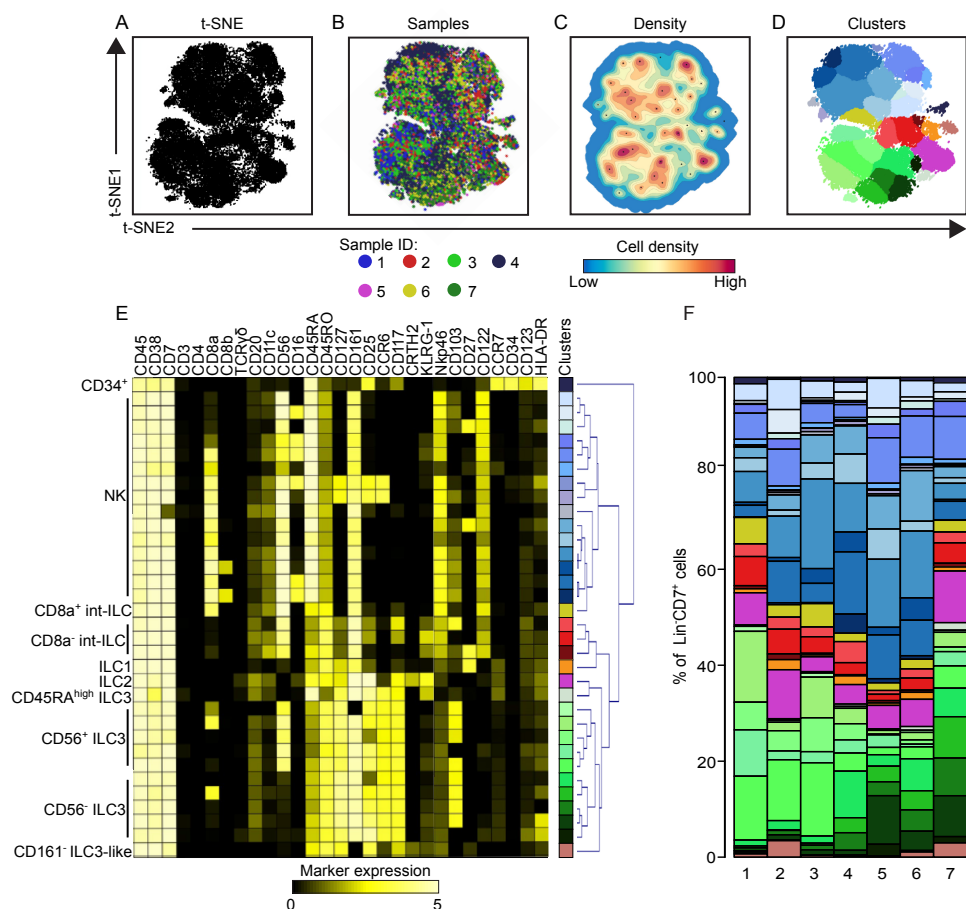 A t-SNE B Samples C Density D Clusters
t-SNE1
t-SNE2
Sample ID:
1 2 3 4
5 6 7
Cell density
Low High
E
CD45
CD38
CD7
CD3
CD4
CD8a
CD8b
TCRγδ
CD20
CD11c
CD56
CD16
CD45RA
CD45RO
CD127
CD161
CD25
CCR6
CD117
CRTH2
KLRG-1
Nkp46
CD103
CD27
CD122
CCR7
CD34
CD123
HLA-DR
Clusters
CD34⁺
NK
CD8a⁺ int-ILC
CD8a⁻ int-ILC
ILC1
ILC2
CD45RAʰⁱᵍʰ ILC3
CD56⁺ ILC3
CD56⁻ ILC3
CD161⁻ ILC3-like
Marker expression
0 5
F
% of Lin⁻CD7⁺ cells
100
80
60
40
20
0
1 2 3 4 5 6 7